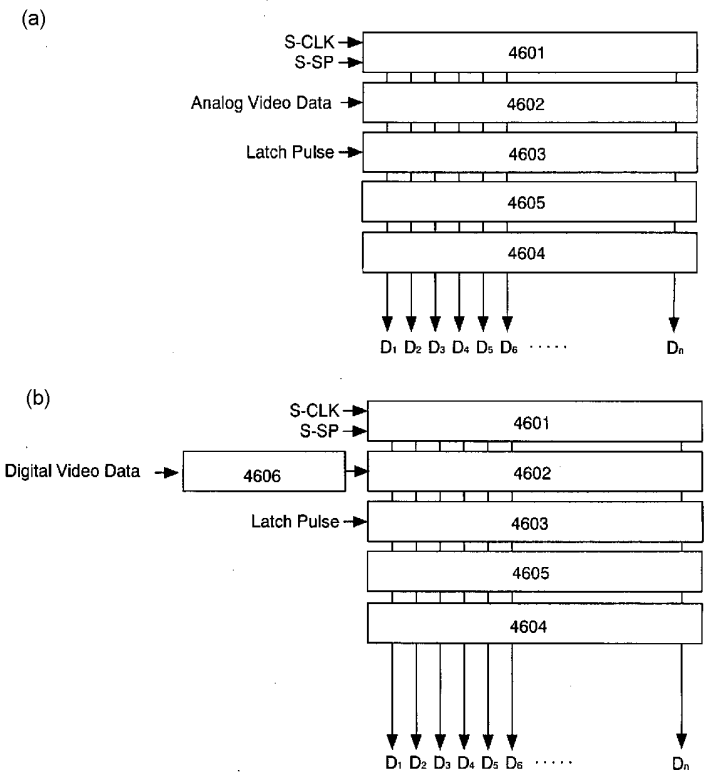 (a)
S-CLK
S-SP
4601
Analog Video Data
4602
Latch Pulse
4603
4605
4604
D₁ D₂ D₃ D₄ D₅ D₆ ····· Dₙ
(b)
S-CLK
S-SP
4601
Digital Video Data
4606
4602
Latch Pulse
4603
4605
4604
D₁ D₂ D₃ D₄ D₅ D₆ ····· Dₙ